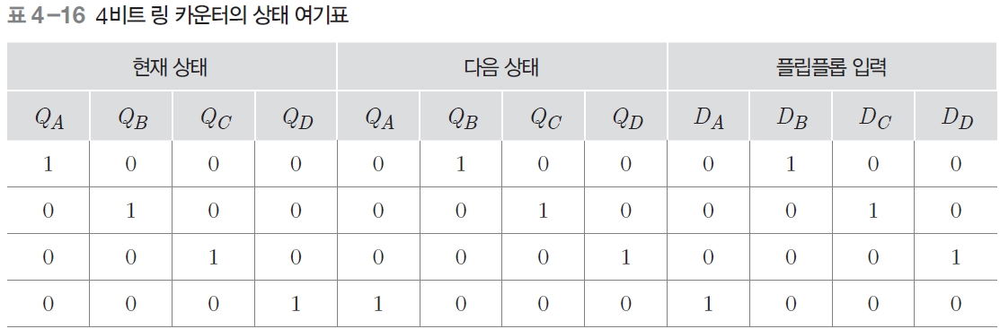 표 4-16 4비트 링 카운터의 상태 여기표
현재 상태 다음 상태 플립플롭 입력
Q_A Q_B Q_C Q_D Q_A Q_B Q_C Q_D D_A D_B D_C D_D
1 0 0 0 0 1 0 0 0 1 0 0
0 1 0 0 0 0 1 0 0 0 1 0
0 0 1 0 0 0 0 1 0 0 0 1
0 0 0 1 1 0 0 0 1 0 0 0